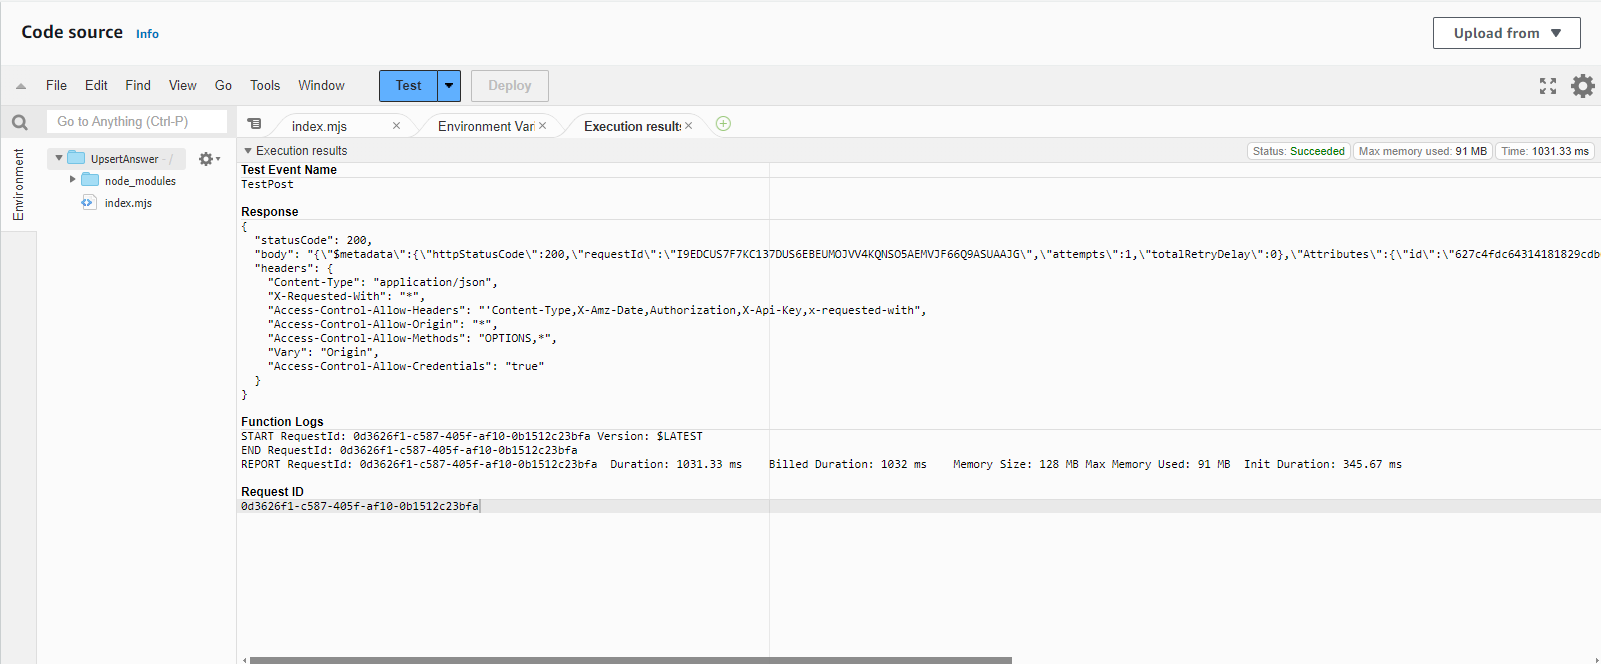 Code source Info
Upload from
File Edit Find View Go Tools Window Test Deploy
Go to Anything (Ctrl-P)
index.mjs Environment Vari Execution results
Environment
UpsertAnswer - /
node_modules
index.mjs
Execution results
Status: Succeeded Max memory used: 91 MB Time: 1031.33 ms
Test Event Name
TestPost
Response
{
"statusCode": 200,
"body": "{\"$metadata\":{\"httpStatusCode\":200,\"requestId\":\"I9EDCUS7F7KC137DUS6EBEUMOJVV4KQNSO5AEMVJF66Q9ASUAAJG\",\"attempts\":1,\"totalRetryDelay\":0},\"Attributes\":{\"id\":\"627c4fdc64314181829cdb
"headers": {
"Content-Type": "application/json",
"X-Requested-With": "*",
"Access-Control-Allow-Headers": "'Content-Type,X-Amz-Date,Authorization,X-Api-Key,x-requested-with",
"Access-Control-Allow-Origin": "*",
"Access-Control-Allow-Methods": "OPTIONS,*",
"Vary": "Origin",
"Access-Control-Allow-Credentials": "true"
}
}
Function Logs
START RequestId: 0d3626f1-c587-405f-af10-0b1512c23bfa Version: $LATEST
END RequestId: 0d3626f1-c587-405f-af10-0b1512c23bfa
REPORT RequestId: 0d3626f1-c587-405f-af10-0b1512c23bfa Duration: 1031.33 ms Billed Duration: 1032 ms Memory Size: 128 MB Max Memory Used: 91 MB Init Duration: 345.67 ms
Request ID
0d3626f1-c587-405f-af10-0b1512c23bfa